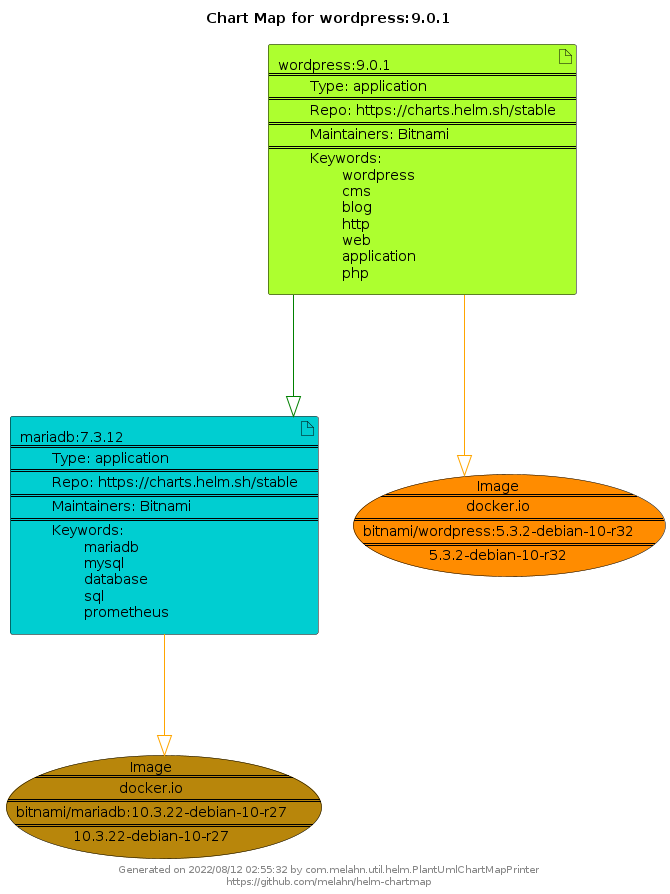 Chart Map for wordpress:9.0.1
wordpress:9.0.1
Type: application
Repo: https://charts.helm.sh/stable
Maintainers: Bitnami
Keywords:
wordpress
cms
blog
http
web
application
php
mariadb:7.3.12
Type: application
Repo: https://charts.helm.sh/stable
Maintainers: Bitnami
Keywords:
mariadb
mysql
database
sql
prometheus
Image
docker.io
bitnami/wordpress:5.3.2-debian-10-r32
5.3.2-debian-10-r32
Image
docker.io
bitnami/mariadb:10.3.22-debian-10-r27
10.3.22-debian-10-r27
Generated on 2022/08/12 02:55:32 by com.melahn.util.helm.PlantUmlChartMapPrinter
https://github.com/melahn/helm-chartmap